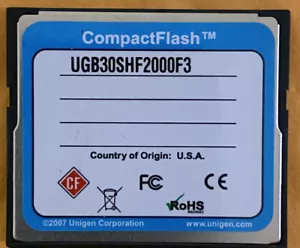 CompactFlash™
UGB30SHF2000F3
Country of Origin: U.S.A.
CF
FC
CE
RoHS
©2007 Unigen Corporation
www.unigen.com